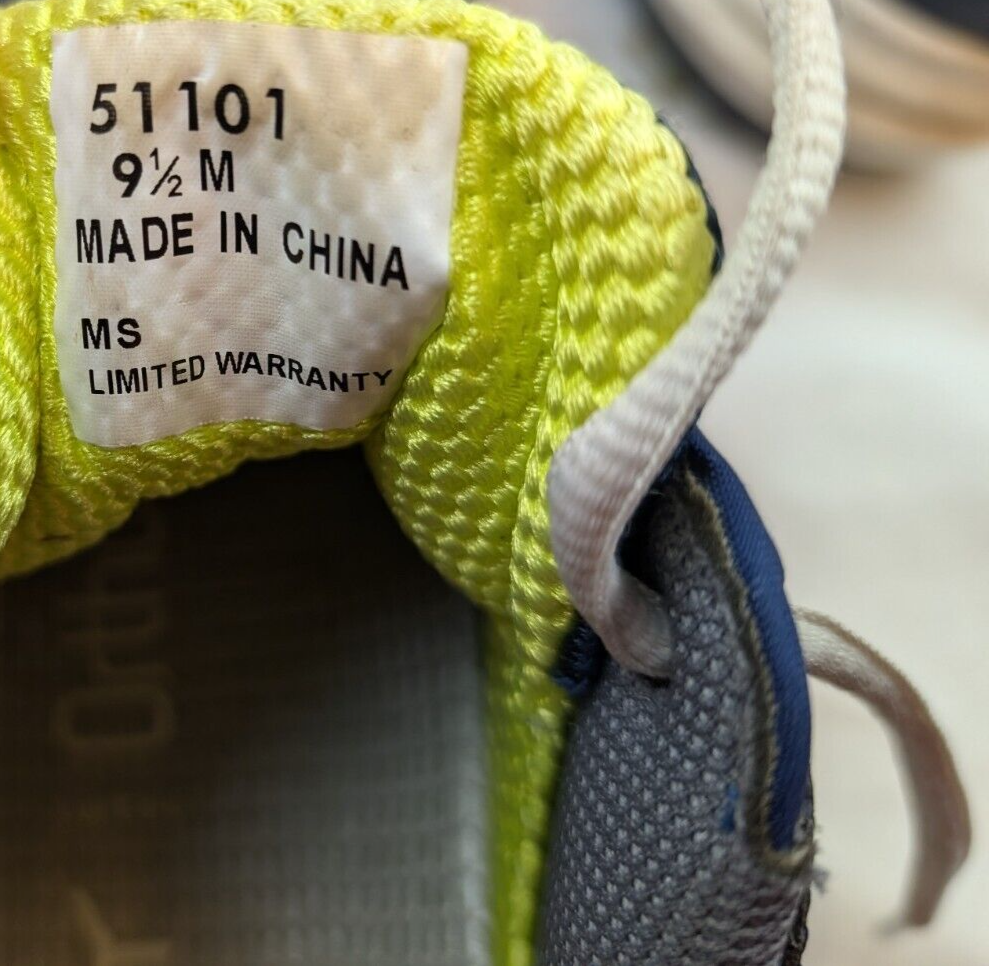 51101
9½ M
MADE IN CHINA
MS
LIMITED WARRANTY